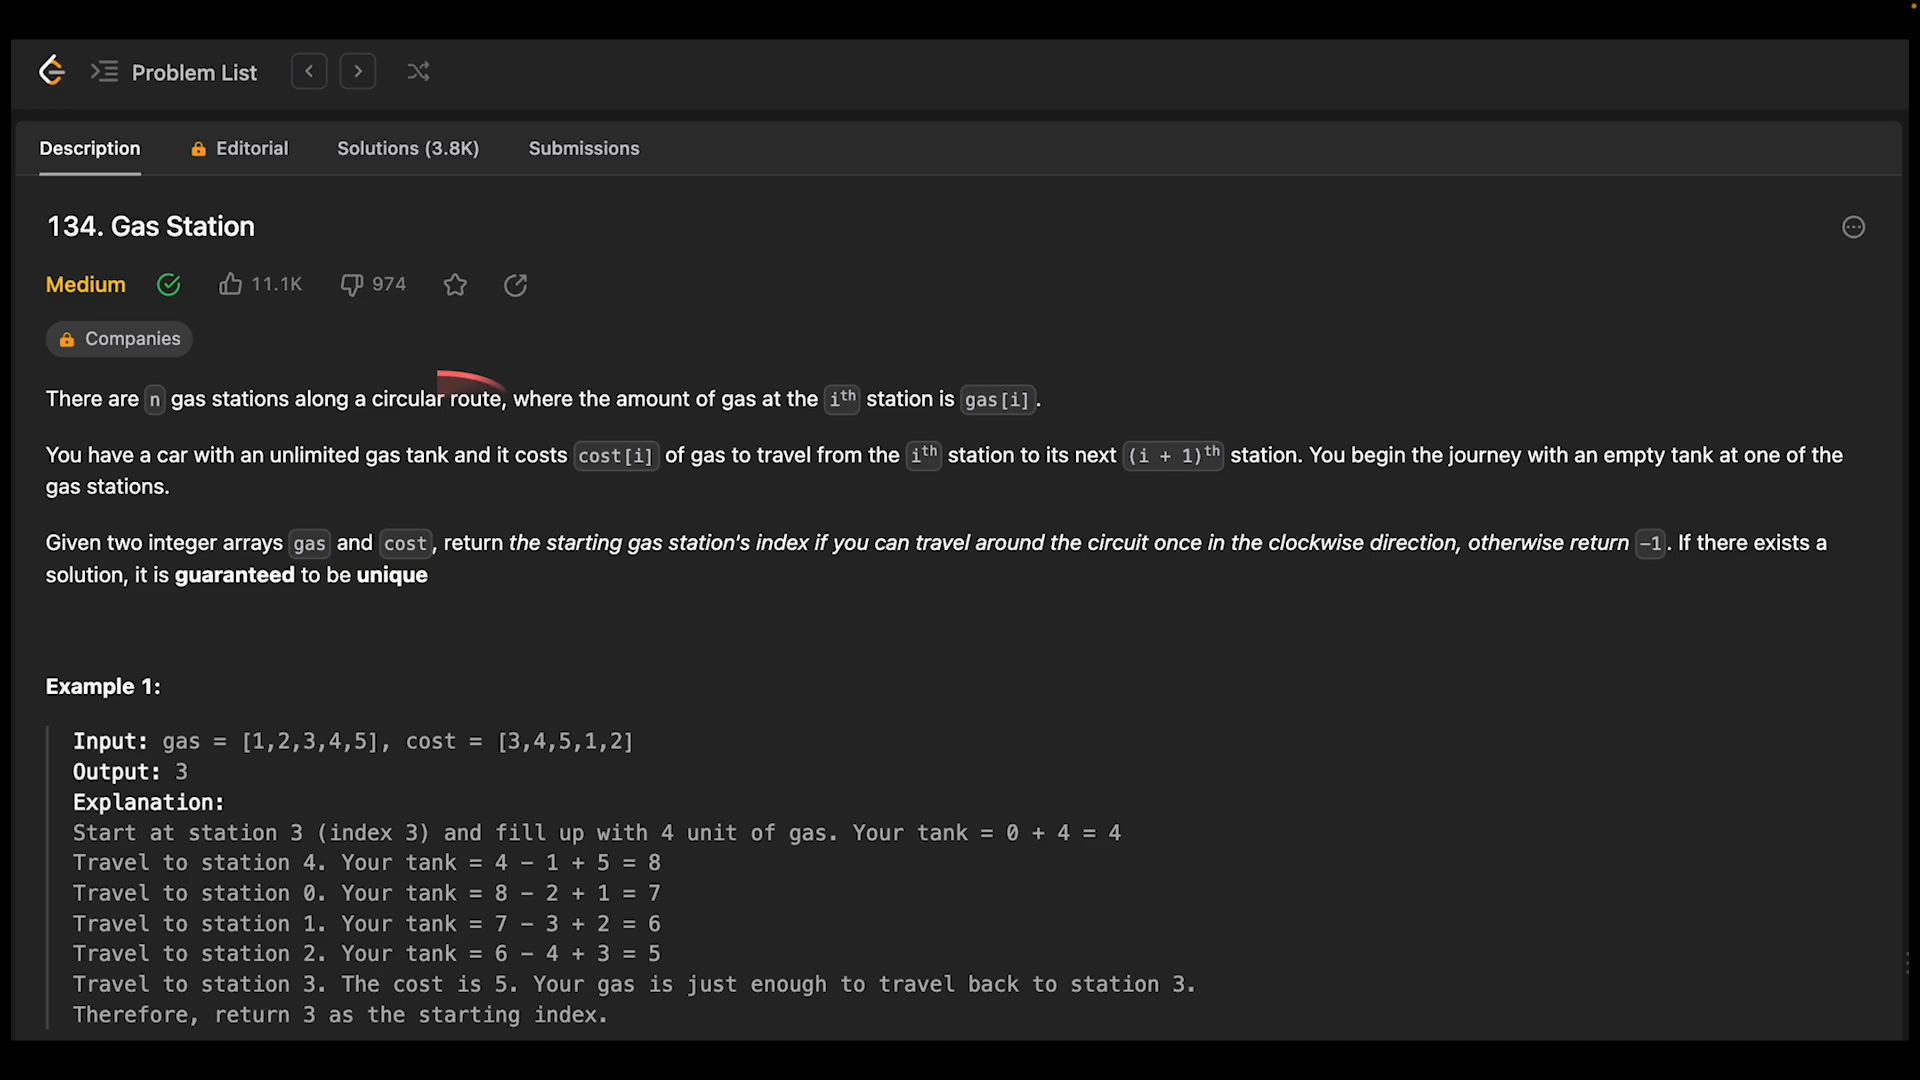 Problem List
Description Editorial Solutions (3.8K) Submissions
134. Gas Station
Medium 11.1K 974
Companies
There are n gas stations along a circular route, where the amount of gas at the ith station is gas[i].
You have a car with an unlimited gas tank and it costs cost[i] of gas to travel from the ith station to its next (i + 1)th station. You begin the journey with an empty tank at one of the
gas stations.
Given two integer arrays gas and cost, return the starting gas station's index if you can travel around the circuit once in the clockwise direction, otherwise return -1. If there exists a
solution, it is guaranteed to be unique
Example 1:
Input: gas = [1,2,3,4,5], cost = [3,4,5,1,2]
Output: 3
Explanation:
Start at station 3 (index 3) and fill up with 4 unit of gas. Your tank = 0 + 4 = 4
Travel to station 4. Your tank = 4 - 1 + 5 = 8
Travel to station 0. Your tank = 8 - 2 + 1 = 7
Travel to station 1. Your tank = 7 - 3 + 2 = 6
Travel to station 2. Your tank = 6 - 4 + 3 = 5
Travel to station 3. The cost is 5. Your gas is just enough to travel back to station 3.
Therefore, return 3 as the starting index.